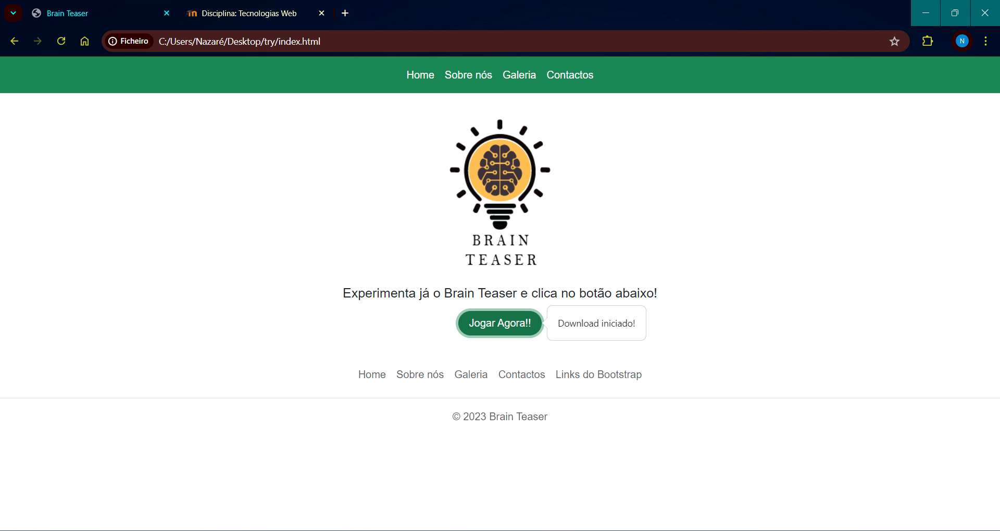 Brain Teaser
Disciplina: Tecnologias Web
Ficheiro C:/Users/Nazaré/Desktop/try/index.html
N
Home Sobre nós Galeria Contactos
BRAIN
TEASER
Experimenta já o Brain Teaser e clica no botão abaixo!
Jogar Agora!!
Download iniciado!
Home Sobre nós Galeria Contactos Links do Bootstrap
© 2023 Brain Teaser